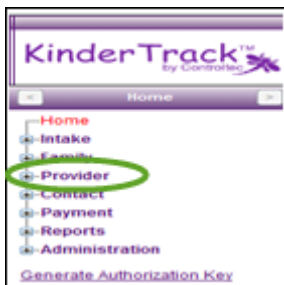 KinderTrack™
by Controltec
< Home >
Home
Intake
Family
Provider
Contact
Payment
Reports
Administration
Generate Authorization Key